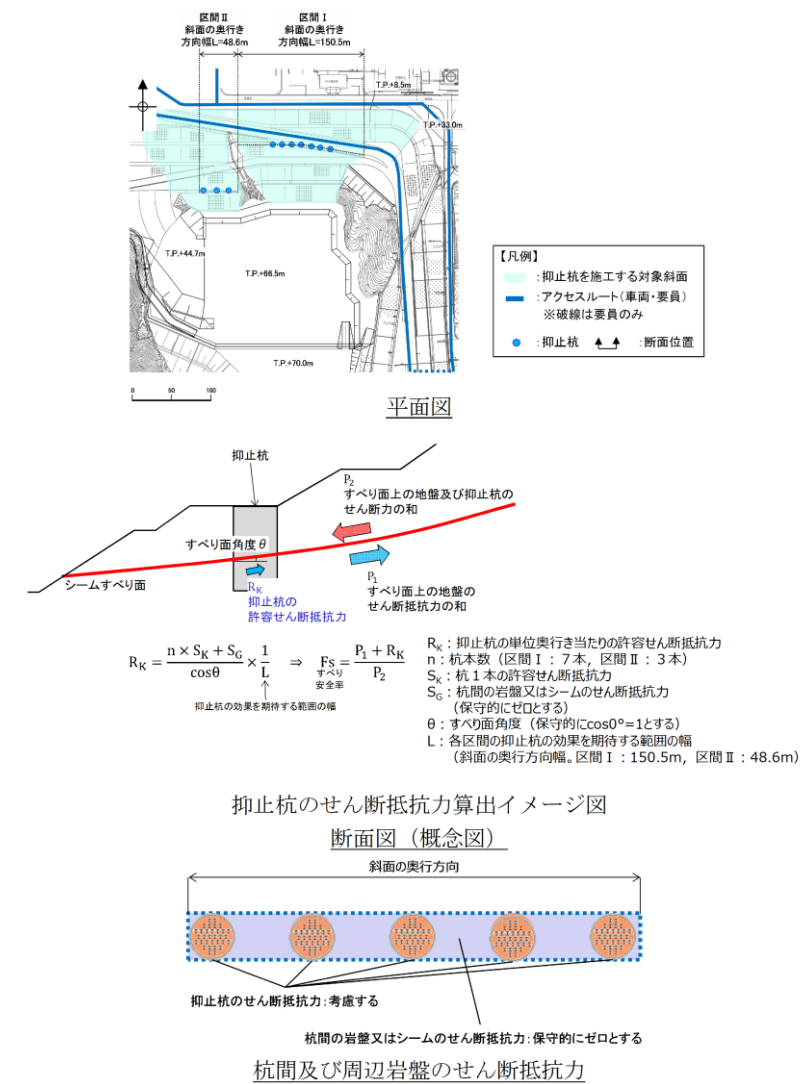 区間Ⅱ
斜面の奥行き
方向幅L=48.6m
区間Ⅰ
斜面の奥行き
方向幅L=150.5m
T.P.+8.5m
T.P.+33.0m
T.P.+44.7m
T.P.+66.5m
T.P.+70.0m
0 50 100
【凡例】
:抑止杭を施工する対象斜面
:アクセスルート(車両・要員)
※破線は要員のみ
:抑止杭
:断面位置
平面図
抑止杭
P₂
すべり面上の地盤及び抑止杭の
せん断力の和
すべり面角度θ
シームすべり面
R_K
抑止杭の
許容せん断抵抗力
P₁
すべり面上の地盤の
せん断抵抗力の和
R_K = (n × S_K + S_G)/cosθ × 1/L ⇒ Fs = (P₁ + R_K)/P₂
すべり
安全率
抑止杭の効果を期待する範囲の幅
R_K:抑止杭の単位奥行き当たりの許容せん断抵抗力
n:杭本数(区間Ⅰ:7本,区間Ⅱ:3本)
S_K:杭1本の許容せん断抵抗力
S_G:杭間の岩盤又はシームのせん断抵抗力
(保守的にゼロとする)
θ:すべり面角度(保守的にcos0°=1とする)
L:各区間の抑止杭の効果を期待する範囲の幅
(斜面の奥行方向幅。区間Ⅰ:150.5m,区間Ⅱ:48.6m)
抑止杭のせん断抵抗力算出イメージ図
断面図(概念図)
斜面の奥行方向
抑止杭のせん断抵抗力:考慮する
杭間の岩盤又はシームのせん断抵抗力:保守的にゼロとする
杭間及び周辺岩盤のせん断抵抗力